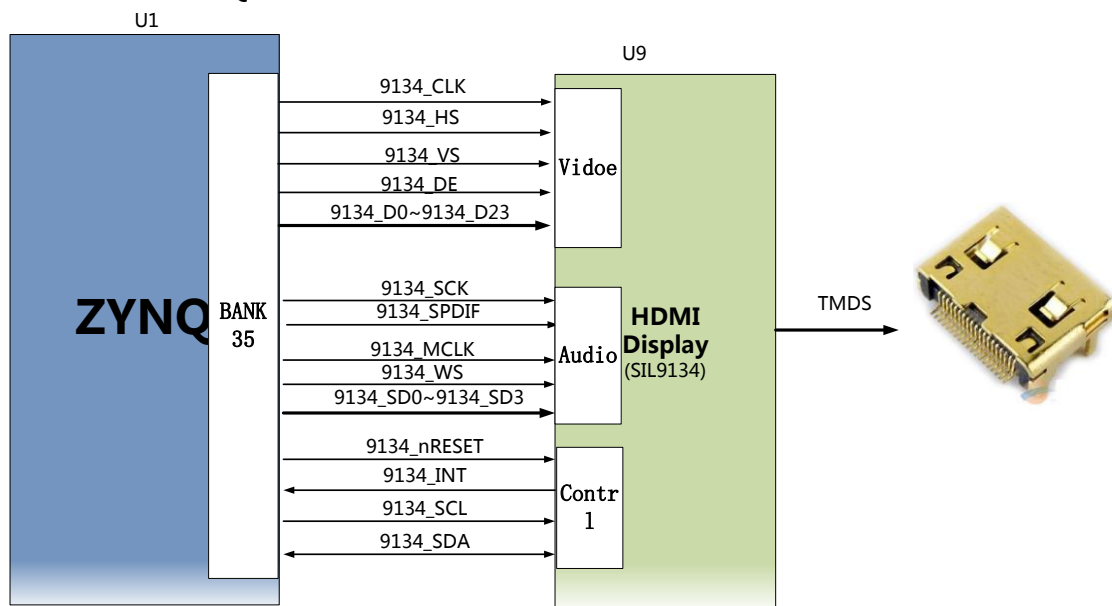 U1
U9
9134_CLK
9134_HS
9134_VS
9134_DE
9134_D0~9134_D23
Vidoe
ZYNQ
BANK
35
9134_SCK
9134_SPDIF
9134_MCLK
9134_WS
9134_SD0~9134_SD3
Audio
HDMI
Display
(SIL9134)
TMDS
9134_nRESET
9134_INT
9134_SCL
9134_SDA
Contr
l